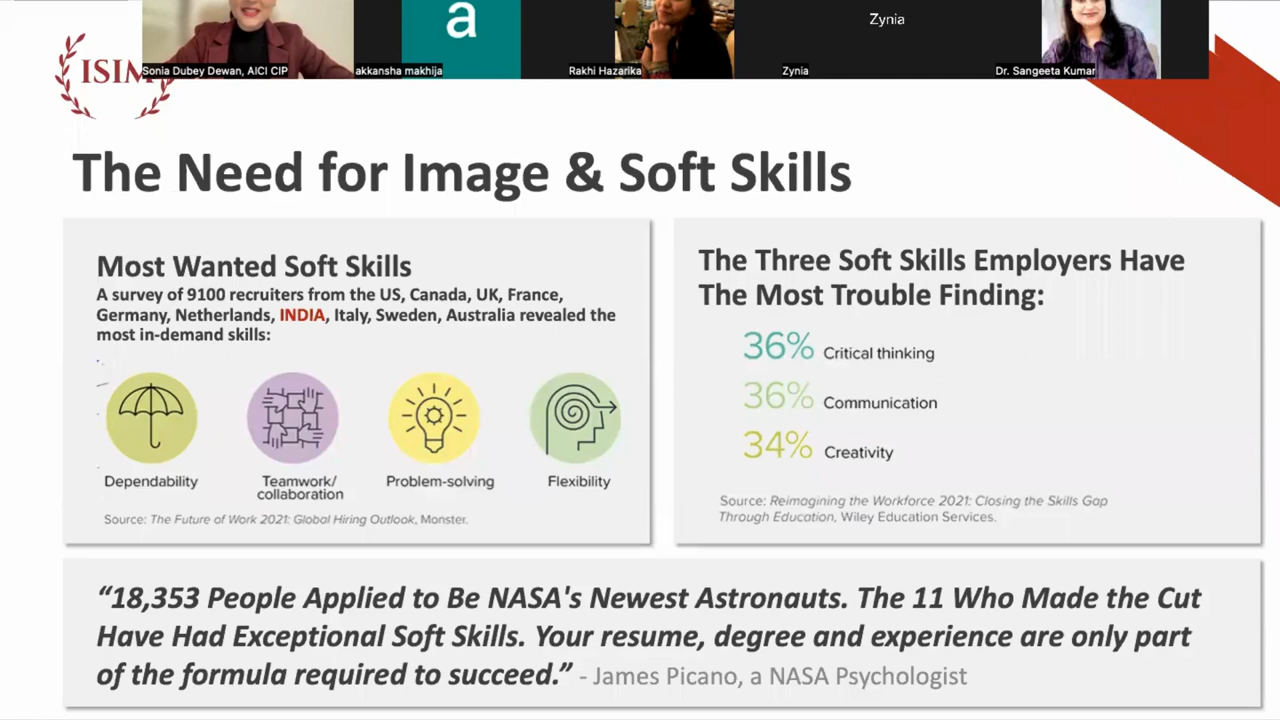 a
Zynia
Sonia Dubey Dewan, AICI CIP
akkansha makhija
Rakhi Hazarika
Zynia
Dr. Sangeeta Kumar
ISIM
The Need for Image & Soft Skills
Most Wanted Soft Skills
A survey of 9100 recruiters from the US, Canada, UK, France,
Germany, Netherlands, INDIA, Italy, Sweden, Australia revealed the
most in-demand skills:
Dependability
Teamwork/
collaboration
Problem-solving
Flexibility
Source: The Future of Work 2021: Global Hiring Outlook, Monster.
The Three Soft Skills Employers Have
The Most Trouble Finding:
36% Critical thinking
36% Communication
34% Creativity
Source: Reimagining the Workforce 2021: Closing the Skills Gap
Through Education, Wiley Education Services.
“18,353 People Applied to Be NASA's Newest Astronauts. The 11 Who Made the Cut
Have Had Exceptional Soft Skills. Your resume, degree and experience are only part
of the formula required to succeed.” - James Picano, a NASA Psychologist